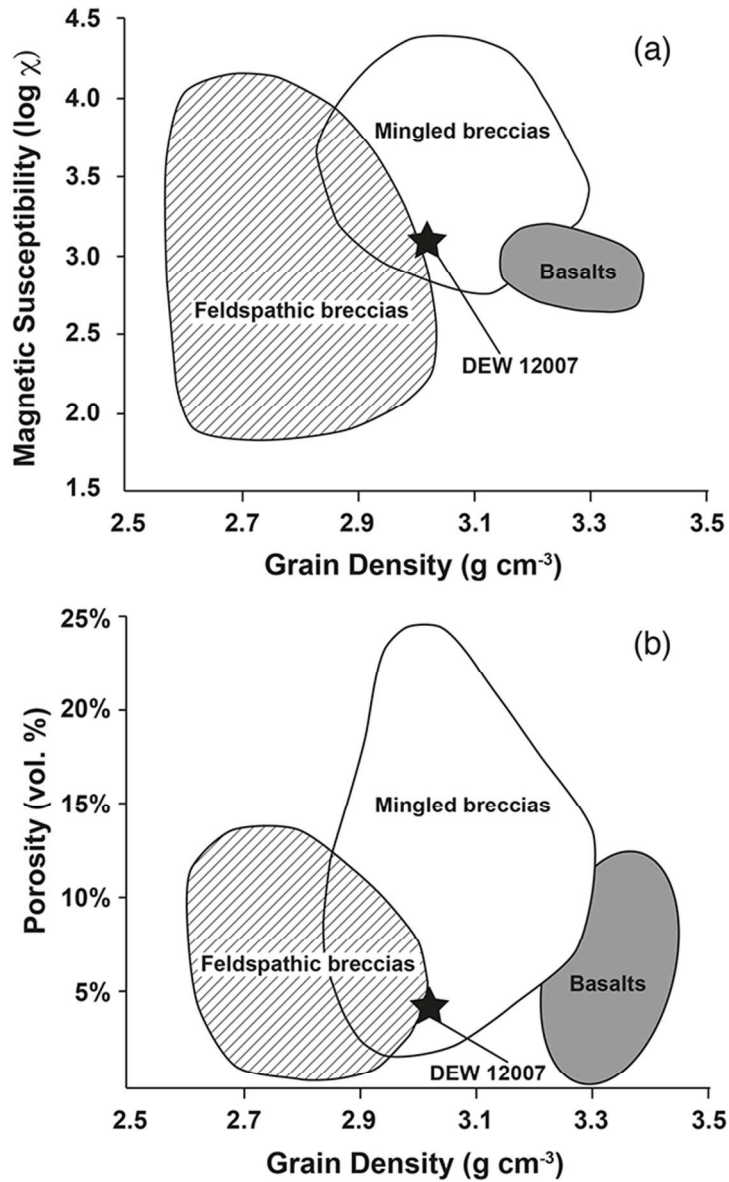 (a)
Magnetic Susceptibility (log χ)
4.5
4.0
3.5
3.0
2.5
2.0
1.5
Mingled breccias
Basalts
Feldspathic breccias
DEW 12007
2.5 2.7 2.9 3.1 3.3 3.5
Grain Density (g cm⁻³)
(b)
Porosity (vol. %)
25%
20%
15%
10%
5%
Mingled breccias
Feldspathic breccias
Basalts
DEW 12007
2.5 2.7 2.9 3.1 3.3 3.5
Grain Density (g cm⁻³)